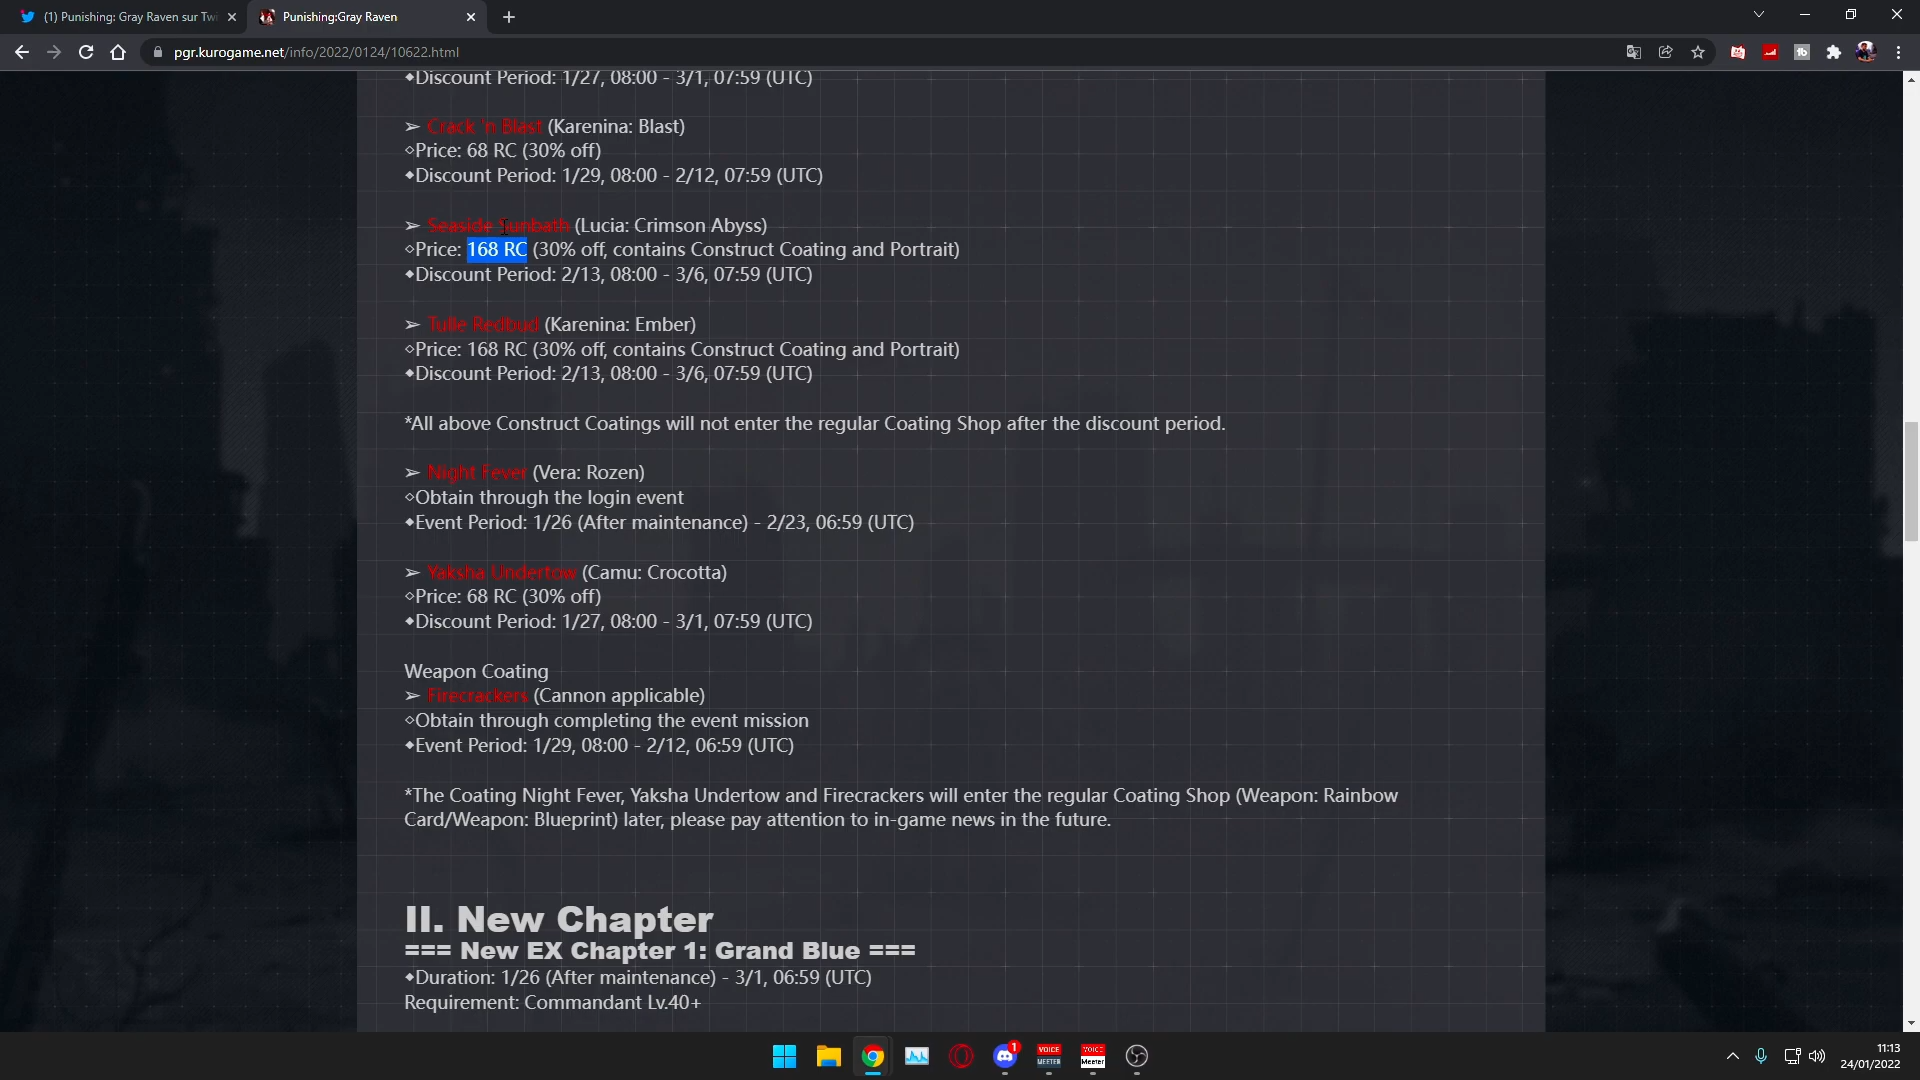 (1) Punishing: Gray Raven sur Twi
Punishing:Gray Raven
pgr.kurogame.net/info/2022/0124/10622.html
◆Discount Period: 1/27, 08:00 - 3/1, 07:59 (UTC)
➢ Crack 'n Blast (Karenina: Blast)
◇Price: 68 RC (30% off)
◆Discount Period: 1/29, 08:00 - 2/12, 07:59 (UTC)
➢ Seaside Sunbath (Lucia: Crimson Abyss)
◇Price: 168 RC (30% off, contains Construct Coating and Portrait)
◆Discount Period: 2/13, 08:00 - 3/6, 07:59 (UTC)
➢ Tulle Redbud (Karenina: Ember)
◇Price: 168 RC (30% off, contains Construct Coating and Portrait)
◆Discount Period: 2/13, 08:00 - 3/6, 07:59 (UTC)
*All above Construct Coatings will not enter the regular Coating Shop after the discount period.
➢ Night Fever (Vera: Rozen)
◇Obtain through the login event
◆Event Period: 1/26 (After maintenance) - 2/23, 06:59 (UTC)
➢ Yaksha Undertow (Camu: Crocotta)
◇Price: 68 RC (30% off)
◆Discount Period: 1/27, 08:00 - 3/1, 07:59 (UTC)
Weapon Coating
➢ Firecrackers (Cannon applicable)
◇Obtain through completing the event mission
◆Event Period: 1/29, 08:00 - 2/12, 06:59 (UTC)
*The Coating Night Fever, Yaksha Undertow and Firecrackers will enter the regular Coating Shop (Weapon: Rainbow
Card/Weapon: Blueprint) later, please pay attention to in-game news in the future.
II. New Chapter
=== New EX Chapter 1: Grand Blue ===
◆Duration: 1/26 (After maintenance) - 3/1, 06:59 (UTC)
Requirement: Commandant Lv.40+
1
VOICE
MEETER
VOICE
Meeter
11:13
24/01/2022